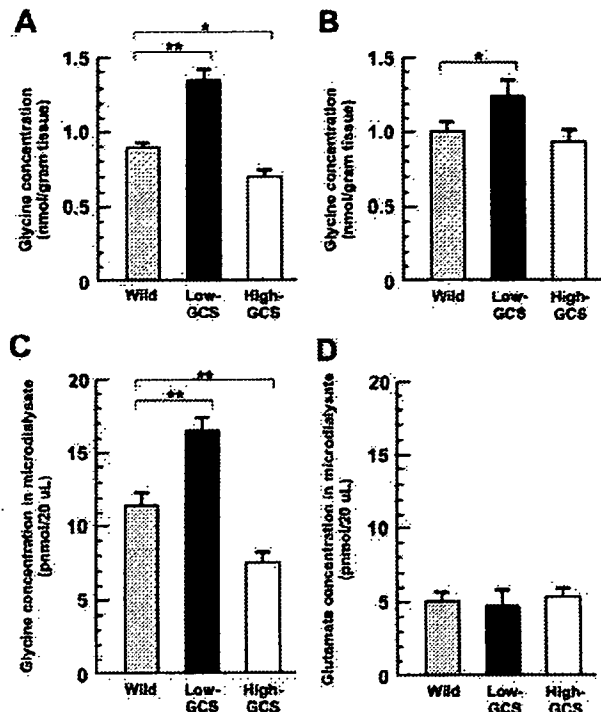 A
*
**
Glycine concentration
(nmol/gram tissue)
1.5
1.0
0.5
0
Wild
Low-
GCS
High-
GCS
B
*
Glycine concentration
(nmol/gram tissue)
1.5
1.0
0.5
0
Wild
Low-
GCS
High-
GCS
C
**
**
Glycine concentration in microdialysate
(pnmol/20 uL)
20
15
10
5
0
Wild
Low-
GCS
High-
GCS
D
Glutamate concentration in microdialysate
(pnmol/20 uL)
20
15
10
5
0
Wild
Low-
GCS
High-
GCS